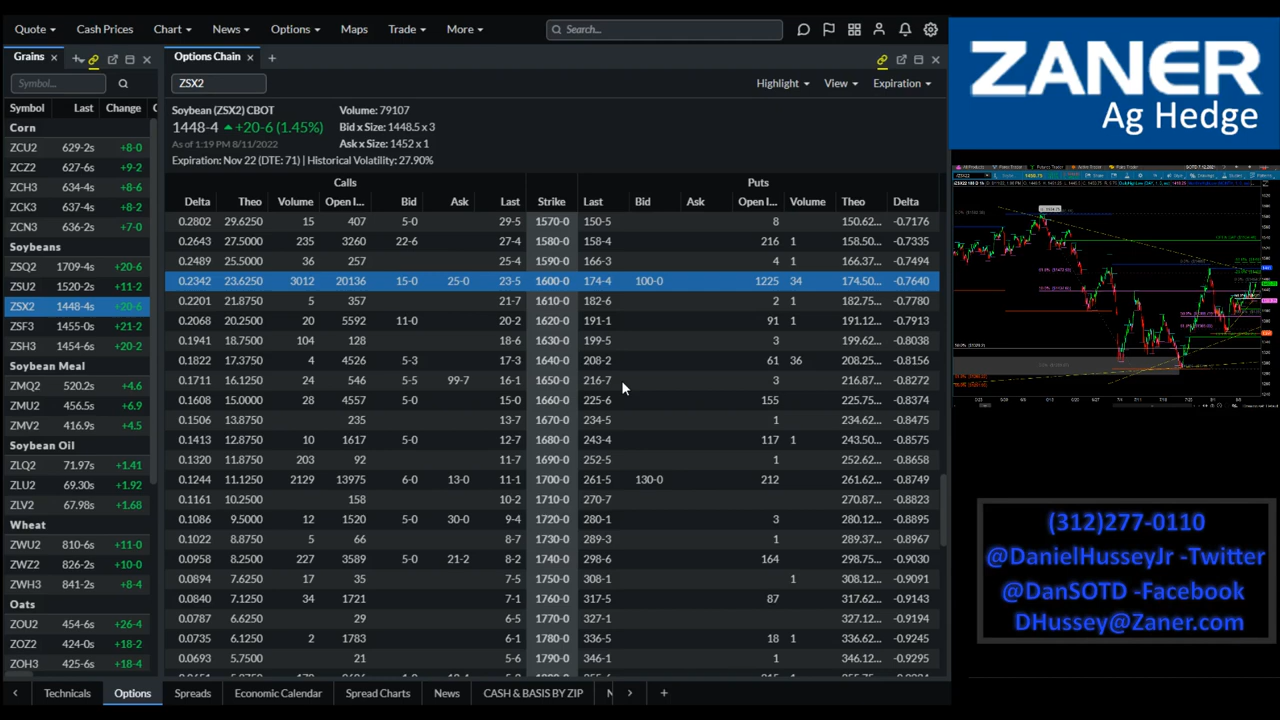 Quote Cash Prices Chart News Options Maps Trade More Search...
Grains
Options Chain
Symbol...
ZSX2
Highlight View Expiration
Symbol Last Change
Soybean (ZSX2) CBOT Volume: 79107
1448-4 +20-6 (1.45%) Bid x Size: 1448.5 x 3
As of 1:19 PM 8/11/2022 Ask x Size: 1452 x 1
Expiration: Nov 22 (DTE: 71) | Historical Volatility: 27.90%
Corn
ZCU2 629-2s +8-0
ZCZ2 627-6s +9-2
ZCH3 634-4s +8-6
ZCK3 637-4s +8-2
ZCN3 636-2s +7-0
Soybeans
ZSQ2 1709-4s +20-6
ZSU2 1520-2s +11-2
ZSX2 1448-4s +20-6
ZSF3 1455-0s +21-2
ZSH3 1454-6s +20-2
Soybean Meal
ZMQ2 520.2s +4.6
ZMU2 456.5s +6.9
ZMV2 416.9s +4.5
Soybean Oil
ZLQ2 71.97s +1.41
ZLU2 69.30s +1.92
ZLV2 67.98s +1.68
Wheat
ZWU2 810-6s +11-0
ZWZ2 826-2s +10-0
ZWH3 841-2s +8-4
Oats
ZOU2 454-6s +26-4
ZOZ2 424-0s +18-2
ZOH3 425-6s +18-4
Calls Puts
Delta Theo Volume Open I... Bid Ask Last Strike Last Bid Ask Open I... Volume Theo Delta
0.2802 29.6250 15 407 5-0 29-5 1570-0 150-5 8 150.62... -0.7176
0.2643 27.5000 235 3260 22-6 27-4 1580-0 158-4 216 1 158.50... -0.7335
0.2489 25.5000 36 257 25-4 1590-0 166-3 4 1 166.37... -0.7494
0.2342 23.6250 3012 20136 15-0 25-0 23-5 1600-0 174-4 100-0 1225 34 174.50... -0.7640
0.2201 21.8750 5 357 21-7 1610-0 182-6 2 1 182.75... -0.7780
0.2068 20.2500 20 5592 11-0 20-2 1620-0 191-1 91 1 191.12... -0.7913
0.1941 18.7500 104 128 18-6 1630-0 199-5 3 199.62... -0.8038
0.1822 17.3750 4 4526 5-3 17-3 1640-0 208-2 61 36 208.25... -0.8156
0.1711 16.1250 24 546 5-5 99-7 16-1 1650-0 216-7 3 216.87... -0.8272
0.1608 15.0000 28 4557 5-0 15-0 1660-0 225-6 155 225.75... -0.8374
0.1506 13.8750 235 13-7 1670-0 234-5 1 234.62... -0.8475
0.1413 12.8750 10 1617 5-0 12-7 1680-0 243-4 117 1 243.50... -0.8575
0.1320 11.8750 203 92 11-7 1690-0 252-5 1 252.62... -0.8658
0.1244 11.1250 2129 13975 6-0 13-0 11-1 1700-0 261-5 130-0 212 261.62... -0.8749
0.1161 10.2500 158 10-2 1710-0 270-7 270.87... -0.8823
0.1086 9.5000 12 1520 5-0 30-0 9-4 1720-0 280-1 3 280.12... -0.8895
0.1022 8.8750 5 66 8-7 1730-0 289-3 1 289.37... -0.8967
0.0958 8.2500 227 3589 5-0 21-2 8-2 1740-0 298-6 164 298.75... -0.9030
0.0894 7.6250 17 35 7-5 1750-0 308-1 1 308.12... -0.9091
0.0840 7.1250 34 1721 7-1 1760-0 317-5 87 317.62... -0.9143
0.0787 6.6250 29 6-5 1770-0 327-1 327.12... -0.9194
0.0735 6.1250 2 1783 6-1 1780-0 336-5 18 1 336.62... -0.9245
0.0693 5.7500 21 5-6 1790-0 346-1 1 346.12... -0.9295
Technicals Options Spreads Economic Calendar Spread Charts News CASH & BASIS BY ZIP
ZANER
Ag Hedge
(312)277-0110
@DanielHusseyJr -Twitter
@DanSOTD -Facebook
DHussey@Zaner.com